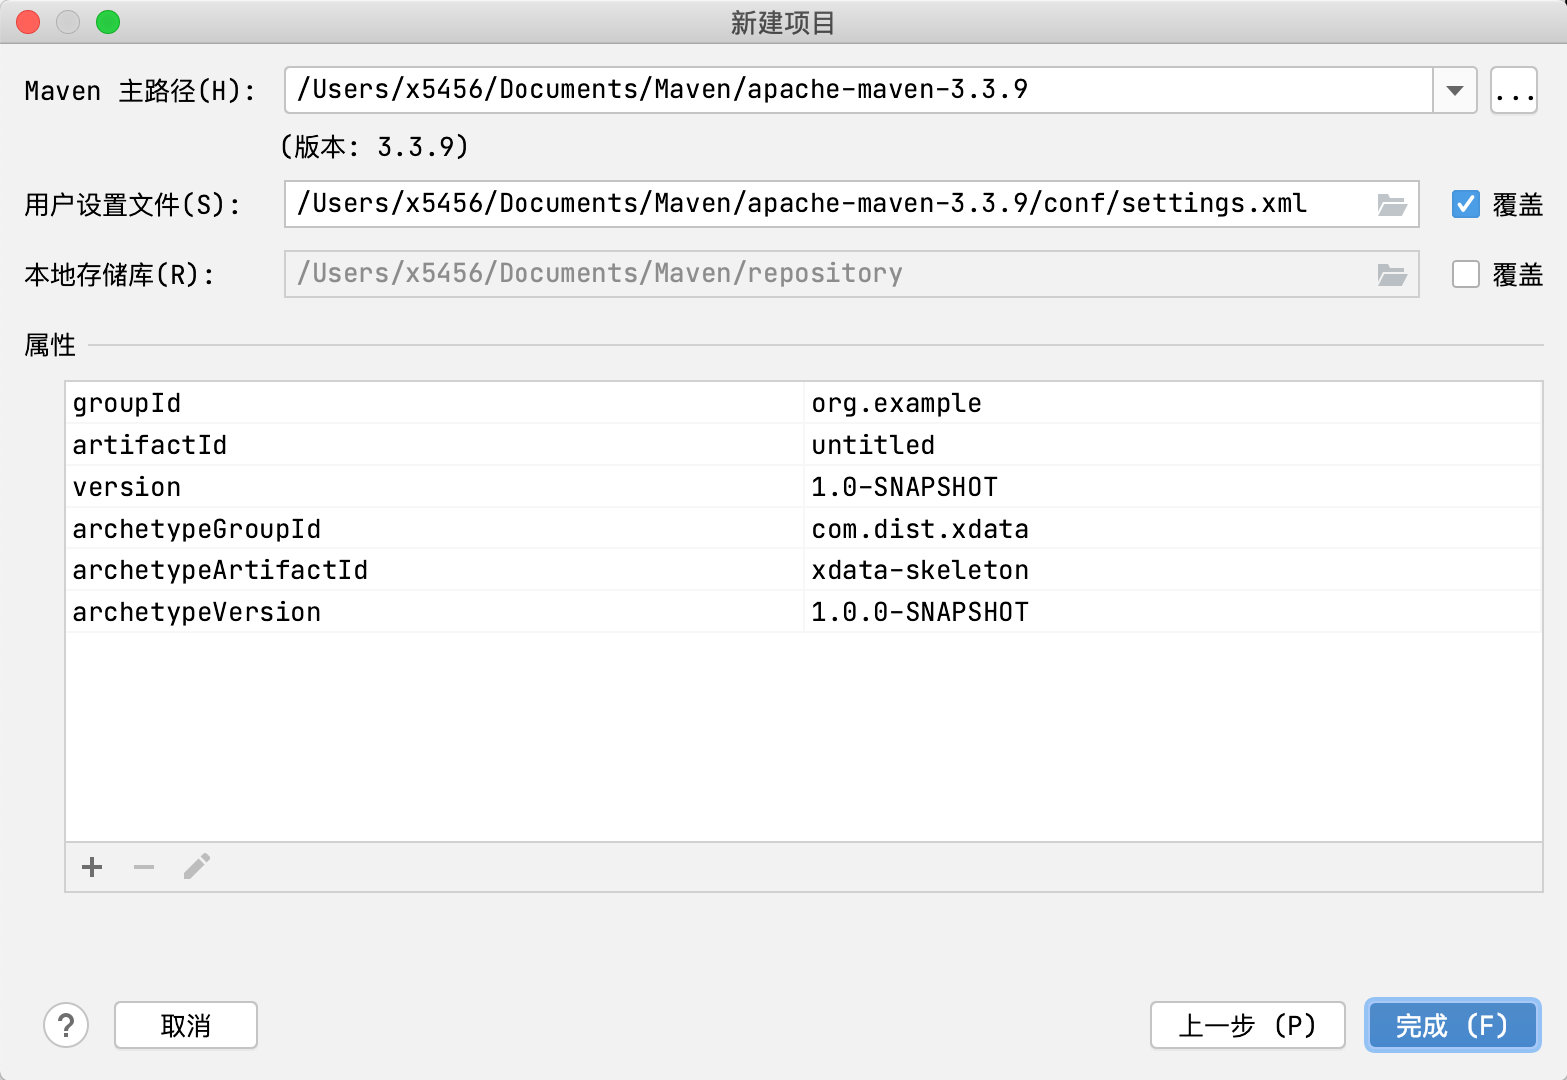 新建项目
Maven 主路径(H): /Users/x5456/Documents/Maven/apache-maven-3.3.9 ...
(版本: 3.3.9)
用户设置文件(S): /Users/x5456/Documents/Maven/apache-maven-3.3.9/conf/settings.xml 覆盖
本地存储库(R): /Users/x5456/Documents/Maven/repository 覆盖
属性
groupId org.example
artifactId untitled
version 1.0-SNAPSHOT
archetypeGroupId com.dist.xdata
archetypeArtifactId xdata-skeleton
archetypeVersion 1.0.0-SNAPSHOT
? 取消 上一步 (P) 完成 (F)